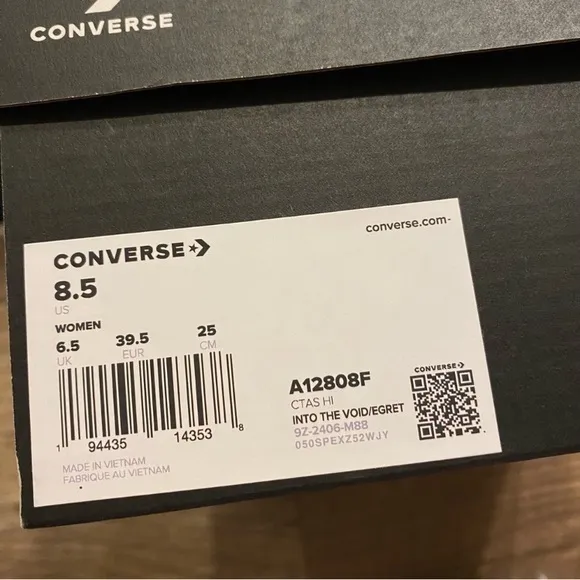 CONVERSE
converse.com
CONVERSE
8.5
US
WOMEN
6.5 39.5 25
UK EUR CM
1 94435 14353 8
MADE IN VIETNAM
FABRIQUE AU VIETNAM
CONVERSE
A12808F
CTAS HI
INTO THE VOID/EGRET
9Z-2406-M88
050SPEXZ52WJY